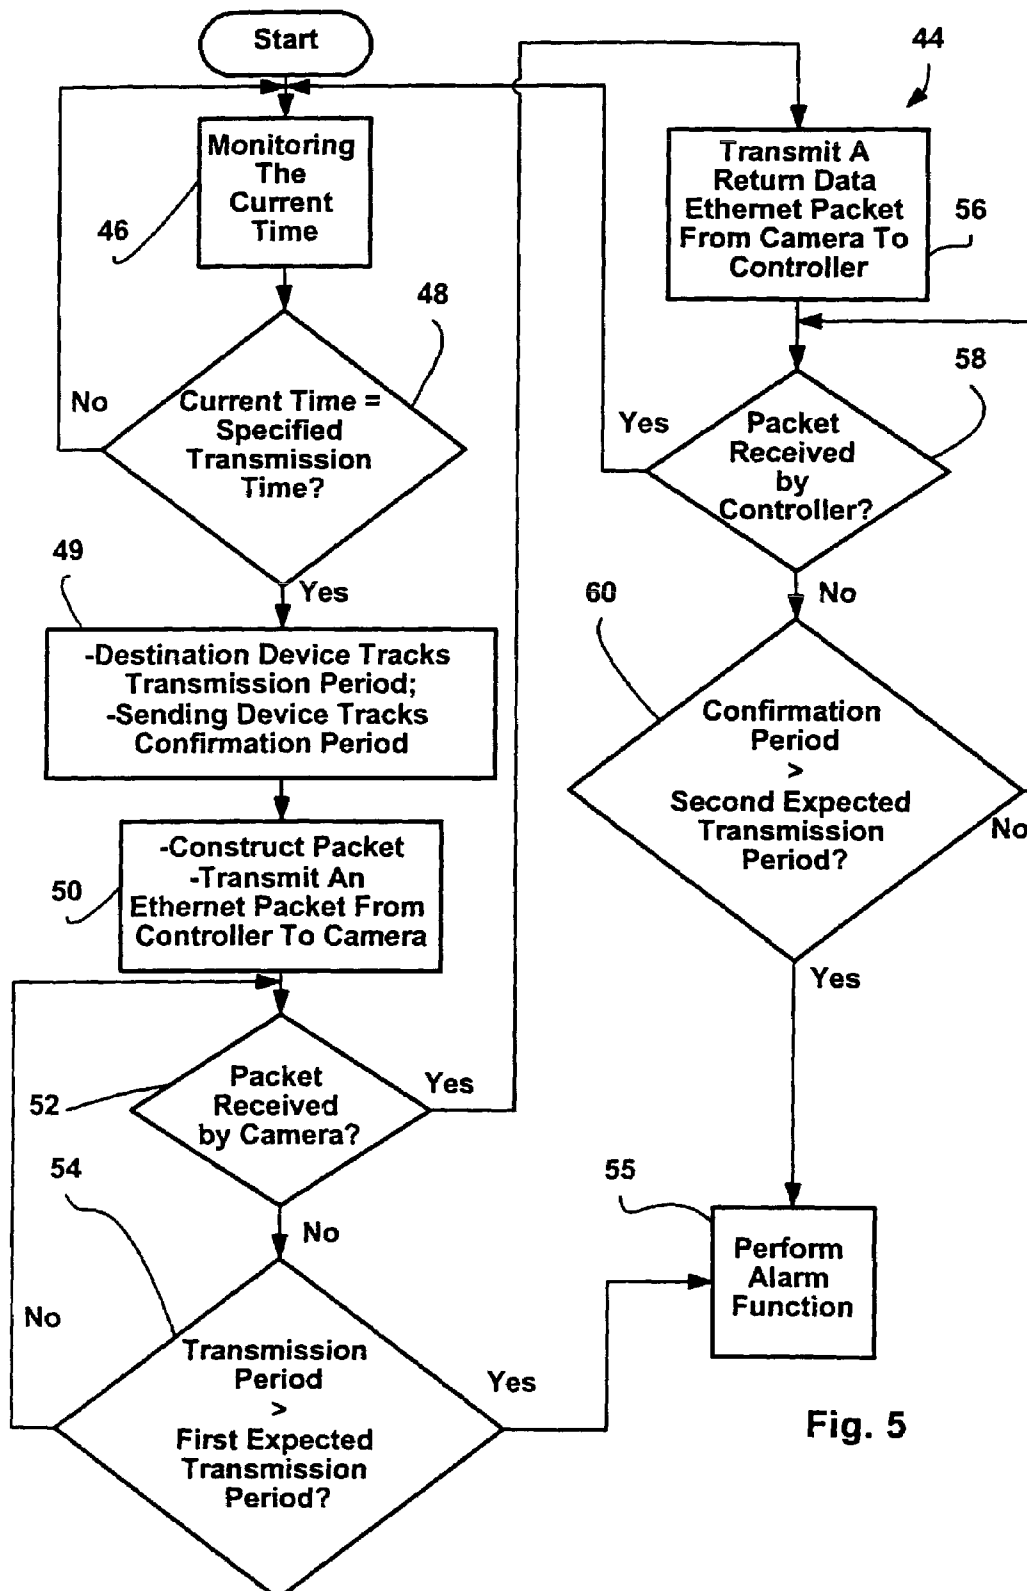 Start
44
Monitoring
The
Current
Time
46
Transmit A
Return Data
Ethernet Packet
From Camera To
Controller
56
48
No
Current Time =
Specified
Transmission
Time?
Yes
58
Yes
Packet
Received
by
Controller?
No
49
-Destination Device Tracks
Transmission Period;
-Sending Device Tracks
Confirmation Period
60
Confirmation
Period
>
Second Expected
Transmission
Period?
No
Yes
50
-Construct Packet
-Transmit An
Ethernet Packet From
Controller To Camera
52
Packet
Received
by Camera?
Yes
No
54
No
Transmission
Period
>
First Expected
Transmission
Period?
Yes
55
Perform
Alarm
Function
Fig. 5